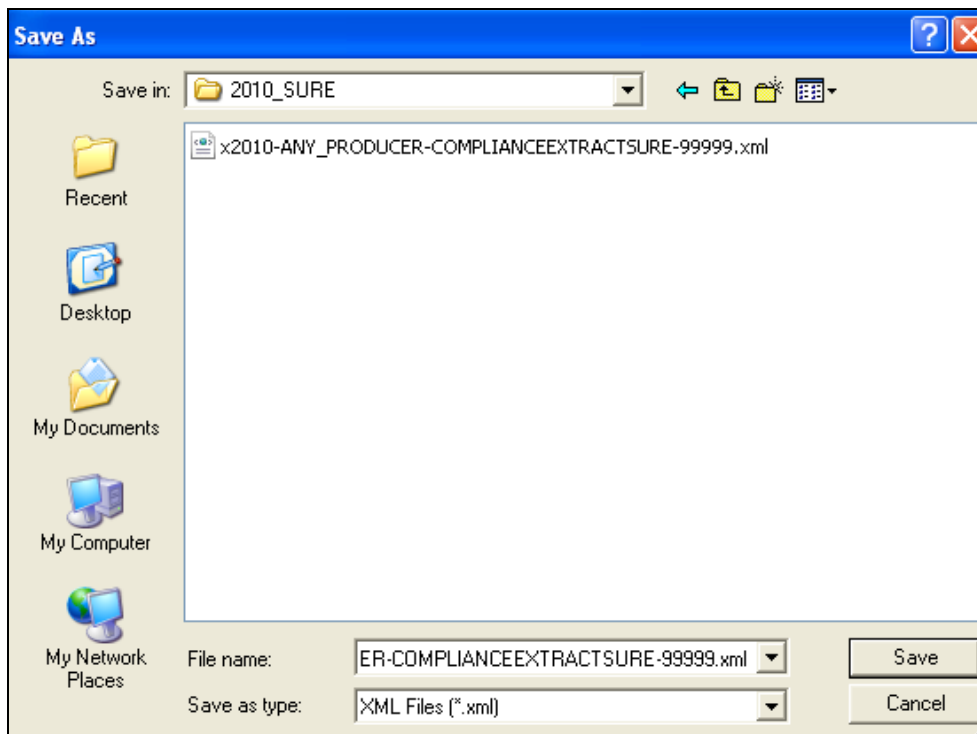 Save As
Save in:
2010_SURE
x2010-ANY_PRODUCER-COMPLIANCEEXTRACTSURE-99999.xml
Recent
Desktop
My Documents
My Computer
My Network
Places
File name:
ER-COMPLIANCEEXTRACTSURE-99999.xml
Save
Save as type:
XML Files (*.xml)
Cancel